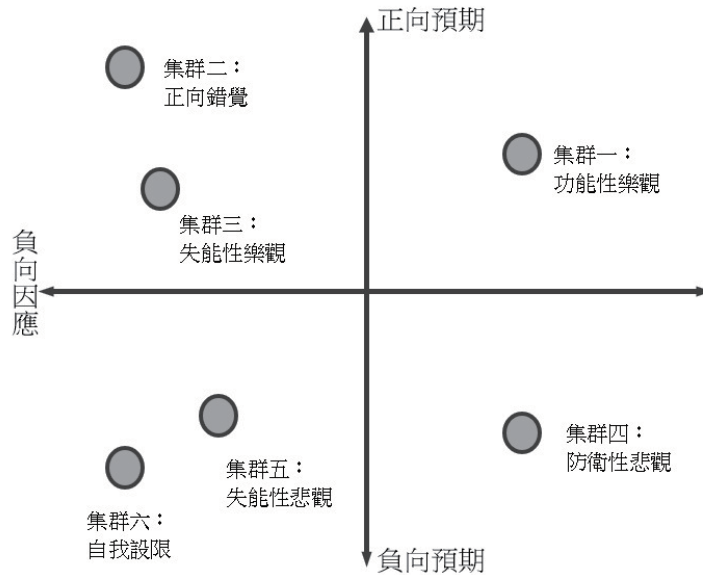 正向預期
集群二：
正向錯覺
集群一：
功能性樂觀
集群三：
失能性樂觀
負向因應
集群四：
防衛性悲觀
集群五：
失能性悲觀
集群六：
自我設限
負向預期